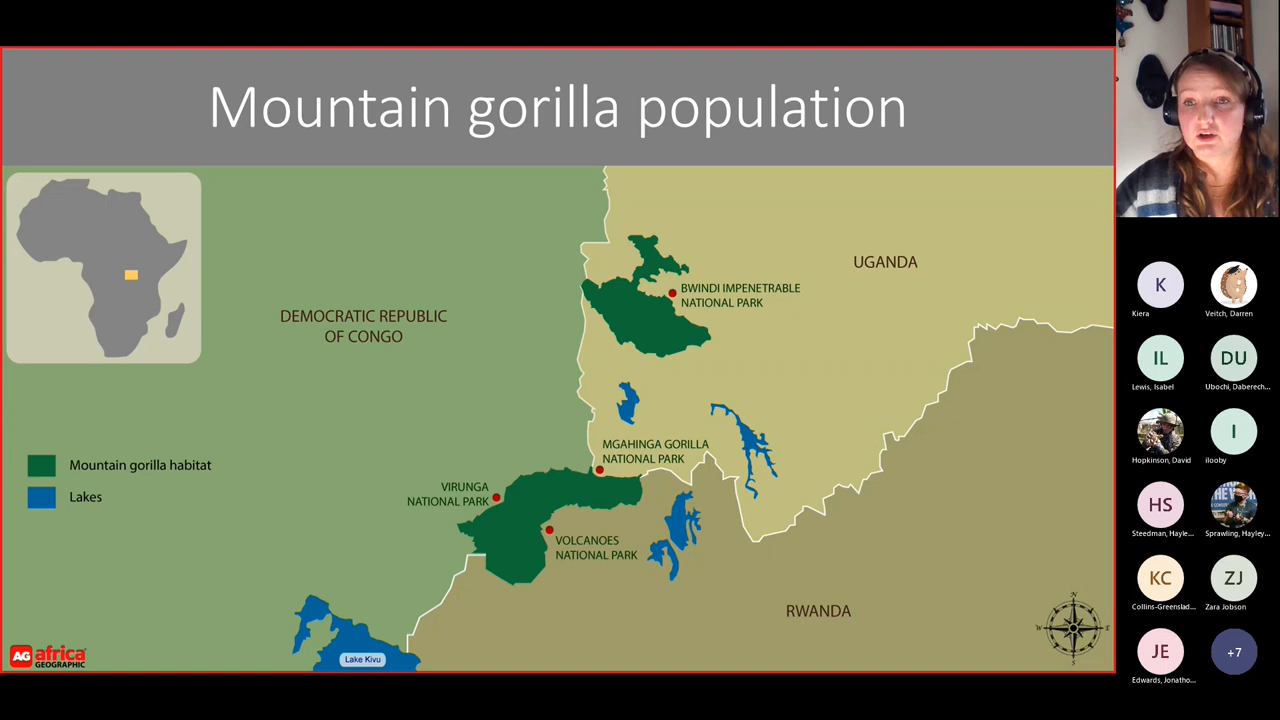 Mountain gorilla population
UGANDA
BWINDI IMPENETRABLE
NATIONAL PARK
DEMOCRATIC REPUBLIC
OF CONGO
MGAHINGA GORILLA
NATIONAL PARK
Mountain gorilla habitat
Lakes
VIRUNGA
NATIONAL PARK
VOLCANOES
NATIONAL PARK
RWANDA
N
W
E
S
AG africa
GEOGRAPHIC
Lake Kivu
K
Kiera
Veitch, Darren
IL
Lewis, Isabel
DU
Ubochi, Daberech...
Hopkinson, David
I
ilooby
HS
Steedman, Hayle...
Sprawling, Hayley...
KC
Collins-Greenslad...
ZJ
Zara Jobson
JE
Edwards, Jonatho...
+7